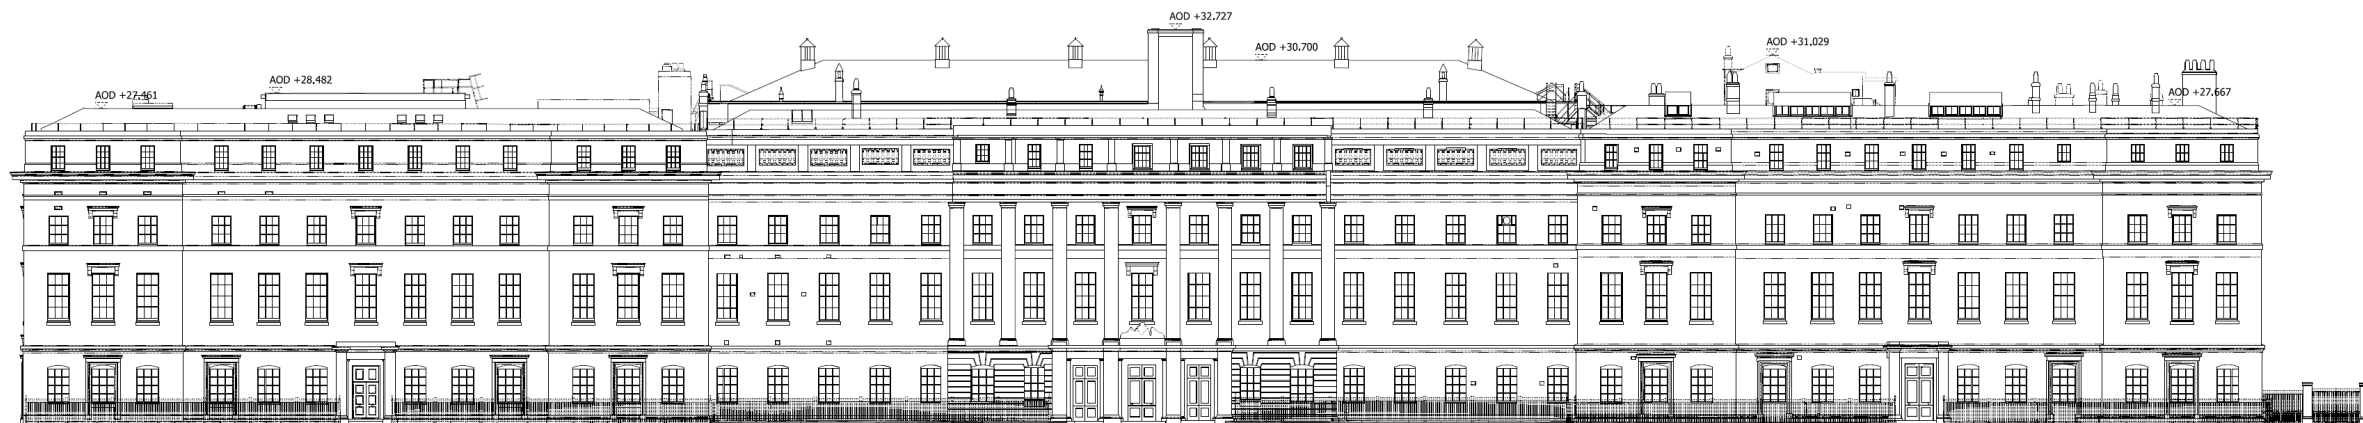 AOD +32.727
AOD +30.700
AOD +31.029
AOD +28.482
AOD +27.461
AOD +27.667